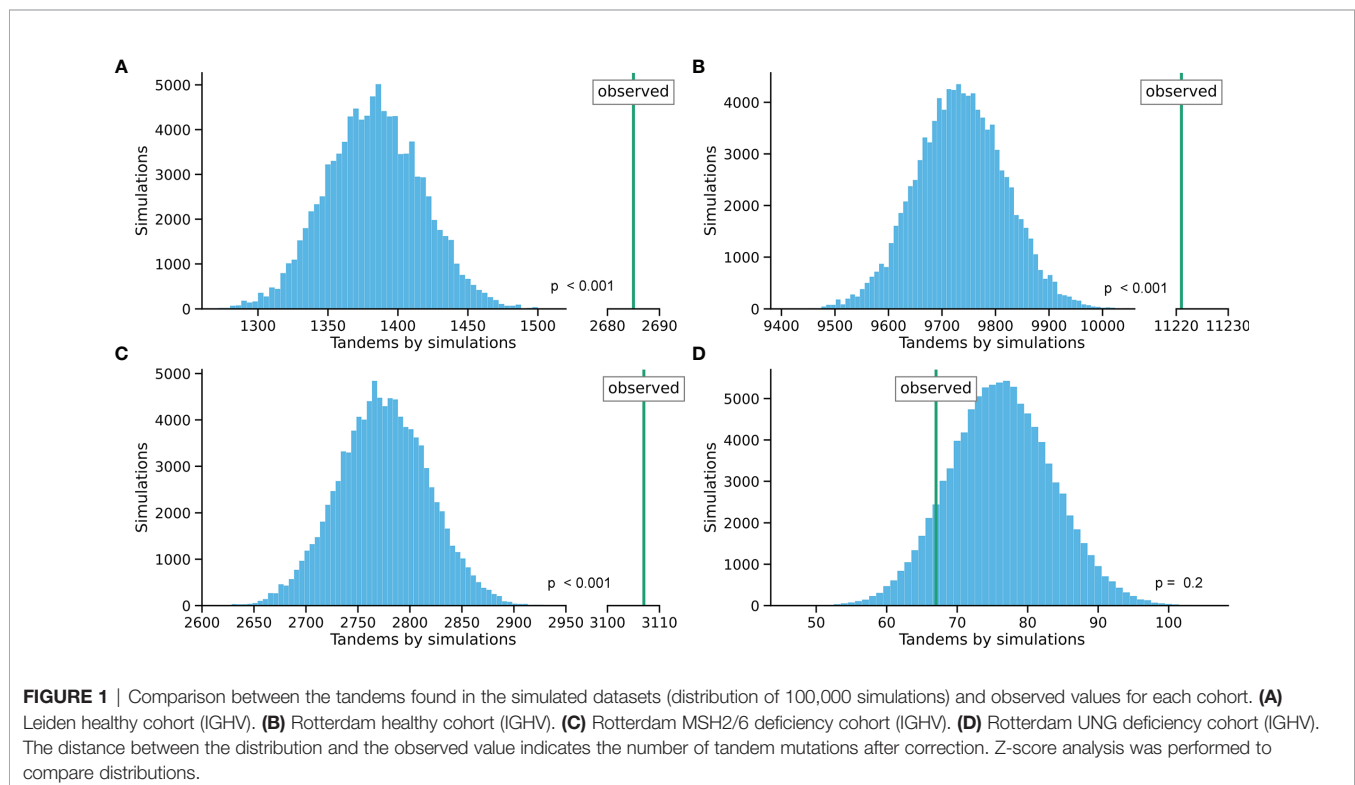 A
5000
4000
3000
2000
1000
0
Simulations
observed
p < 0.001
1300 1350 1400 1450 1500 2680 2690
Tandems by simulations
B
4000
3000
2000
1000
0
Simulations
observed
p < 0.001
9400 9500 9600 9700 9800 9900 10000 11220 11230
Tandems by simulations
C
5000
4000
3000
2000
1000
0
Simulations
observed
p < 0.001
2600 2650 2700 2750 2800 2850 2900 2950 3100 3110
Tandems by simulations
D
5000
4000
3000
2000
1000
0
Simulations
observed
p = 0.2
50 60 70 80 90 100
Tandems by simulations
FIGURE 1 | Comparison between the tandems found in the simulated datasets (distribution of 100,000 simulations) and observed values for each cohort. (A)
Leiden healthy cohort (IGHV). (B) Rotterdam healthy cohort (IGHV). (C) Rotterdam MSH2/6 deficiency cohort (IGHV). (D) Rotterdam UNG deficiency cohort (IGHV).
The distance between the distribution and the observed value indicates the number of tandem mutations after correction. Z-score analysis was performed to
compare distributions.